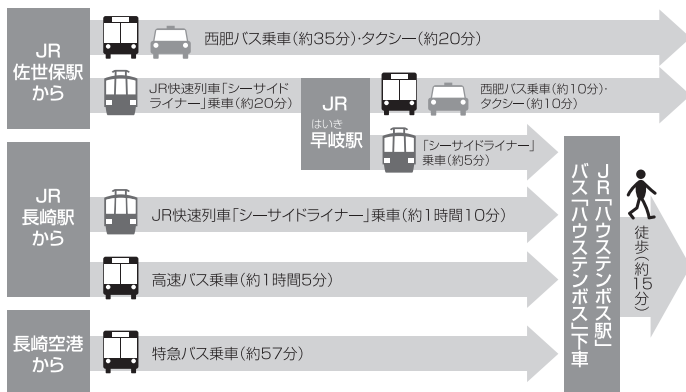 JR
佐世保駅
から
西肥バス乗車(約35分)・タクシー(約20分)
JR快速列車「シーサイド
ライナー」乗車(約20分)
JR
はいき
早岐駅
西肥バス乗車(約10分)・
タクシー(約10分)
「シーサイドライナー」
乗車(約5分)
JR
長崎駅
から
JR快速列車「シーサイドライナー」乗車(約1時間10分)
高速バス乗車(約1時間5分)
長崎空港
から
特急バス乗車(約57分)
JR「ハウステンボス駅」
バス「ハウステンボス」下車
徒歩(約15分)